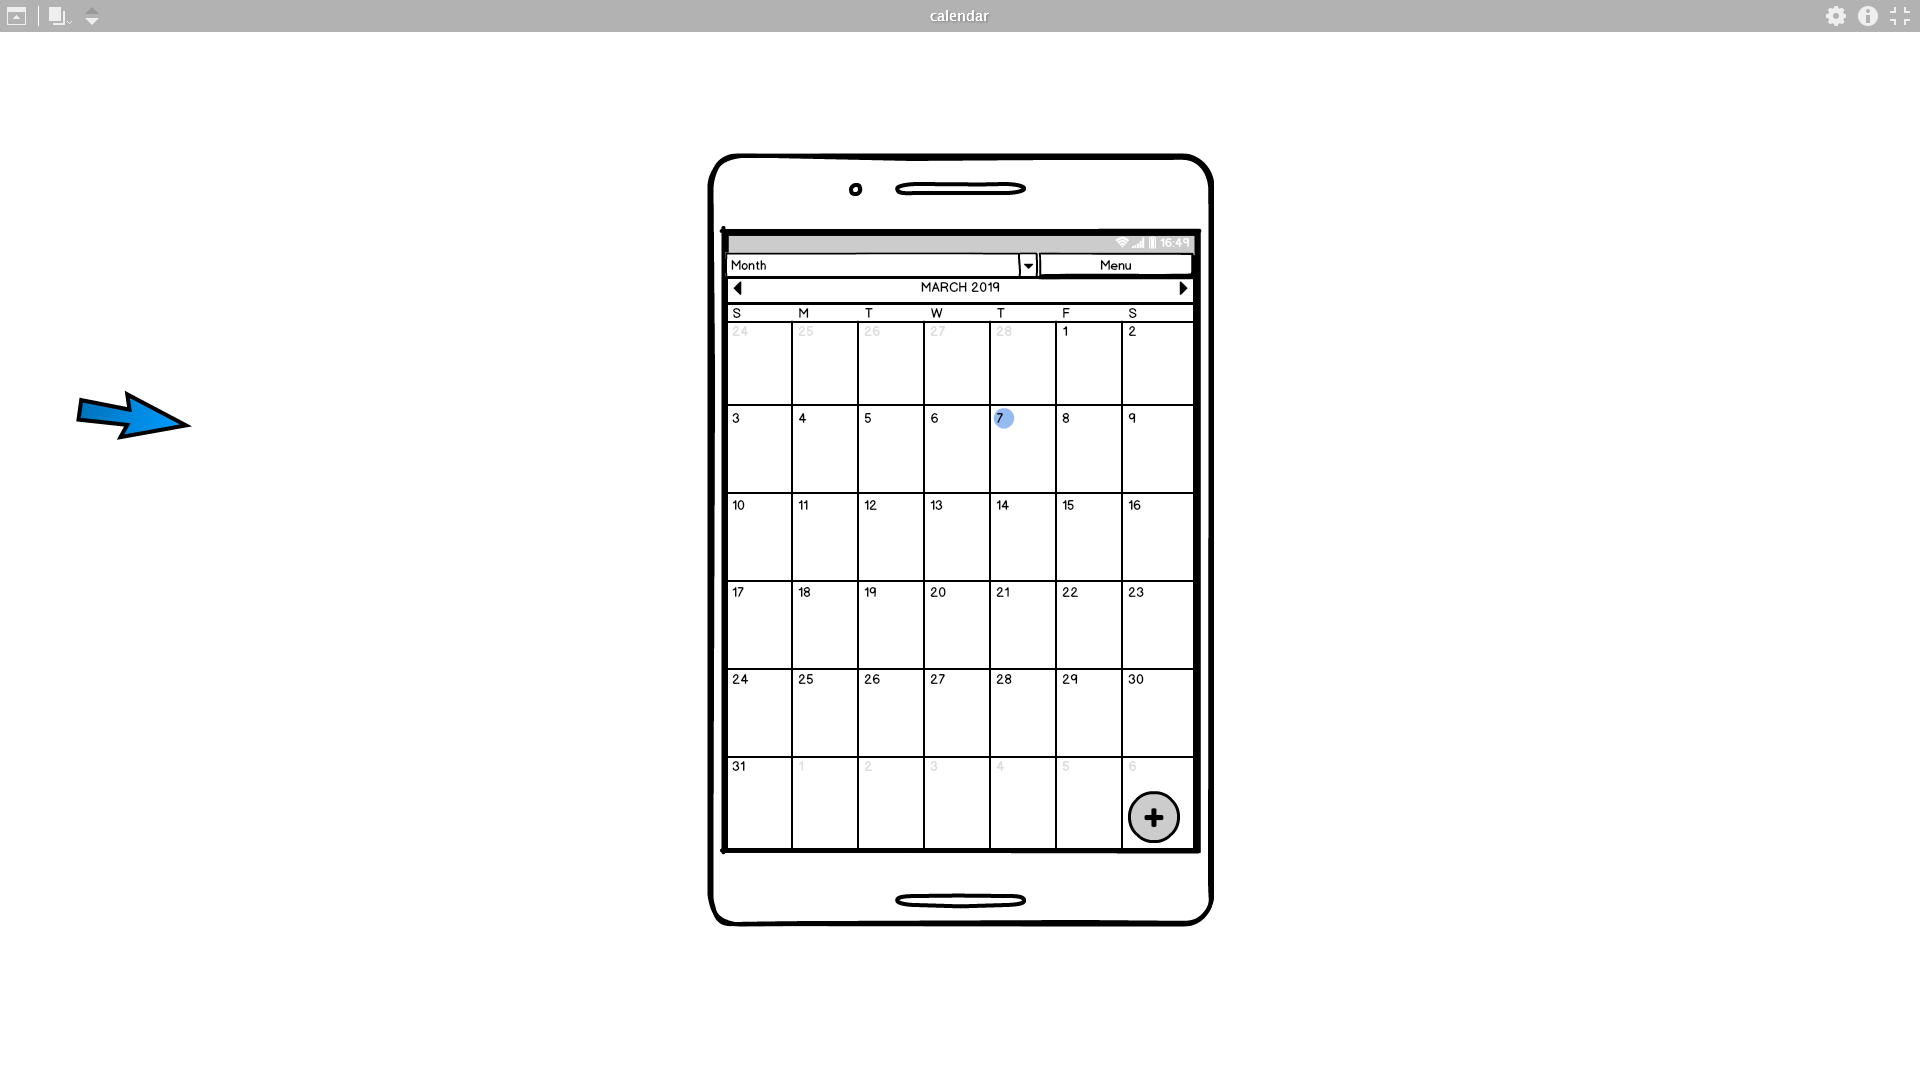 calendar
16:49
Month Menu
MARCH 2019
S M T W T F S
24 25 26 27 28 1 2
3 4 5 6 7 8 9
10 11 12 13 14 15 16
17 18 19 20 21 22 23
24 25 26 27 28 29 30
31 1 2 3 4 5 6